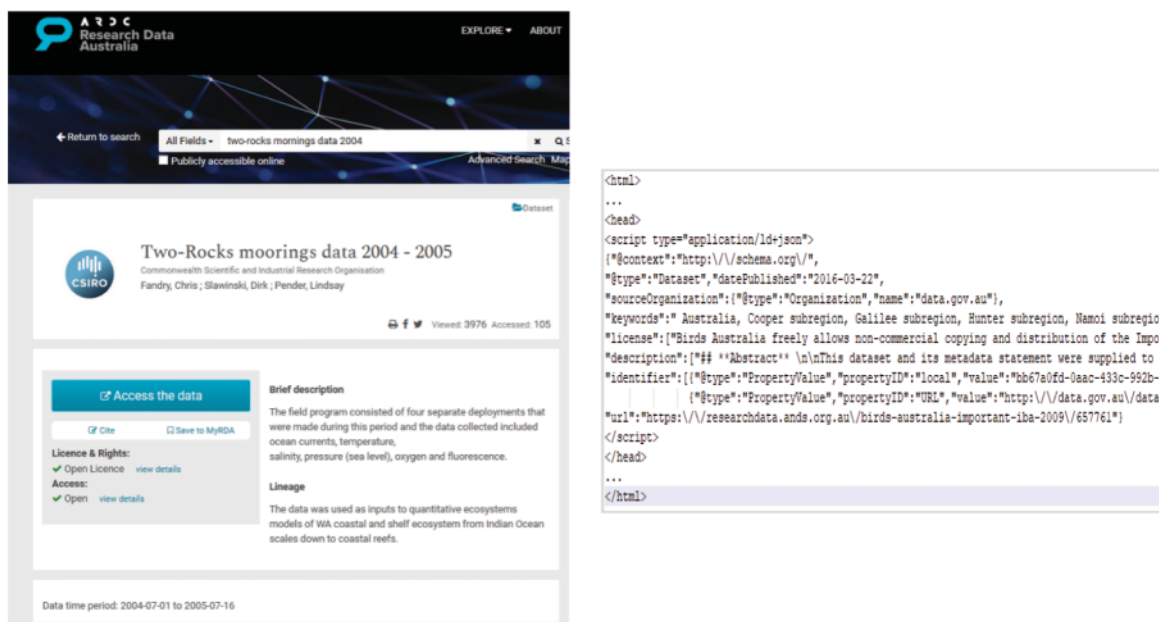 ARDC
Research Data
Australia
EXPLORE ABOUT
Return to search
All Fields two-rocks mornings data 2004
Publicly accessible online
Advanced Search Map
Dataset
CSIRO
Two-Rocks moorings data 2004 - 2005
Commonwealth Scientific and Industrial Research Organisation
Fandry, Chris ; Slawinski, Dirk ; Pender, Lindsay
Viewed: 3976 Accessed: 105
Access the data
Cite Save to MyRDA
Licence & Rights:
Open Licence view details
Access:
Open view details
Brief description
The field program consisted of four separate deployments that
were made during this period and the data collected included
ocean currents, temperature,
salinity, pressure (sea level), oxygen and fluorescence.
Lineage
The data was used as inputs to quantitative ecosystems
models of WA coastal and shelf ecosystem from Indian Ocean
scales down to coastal reefs.
Data time period: 2004-07-01 to 2005-07-16
<html>
...
<head>
<script type="application/ld+json">
{"@context":"http:\/\/schema.org\/",
"@type":"Dataset","datePublished":"2016-03-22",
"sourceOrganization":{"@type":"Organization","name":"data.gov.au"},
"keywords":" Australia, Cooper subregion, Galilee subregion, Hunter subregion, Namoi subregio
"license":["Birds Australia freely allows non-commercial copying and distribution of the Impo
"description":["## **Abstract** \n\nThis dataset and its metadata statement were supplied to
"identifier":[{"@type":"PropertyValue","propertyID":"local","value":"bb67a0fd-0aac-433c-992b-
{"@type":"PropertyValue","propertyID":"URL","value":"http:\/\/data.gov.au\/data
"url":"https:\/\/researchdata.ands.org.au\/birds-australia-important-iba-2009\/657761"}
</script>
</head>
...
</html>